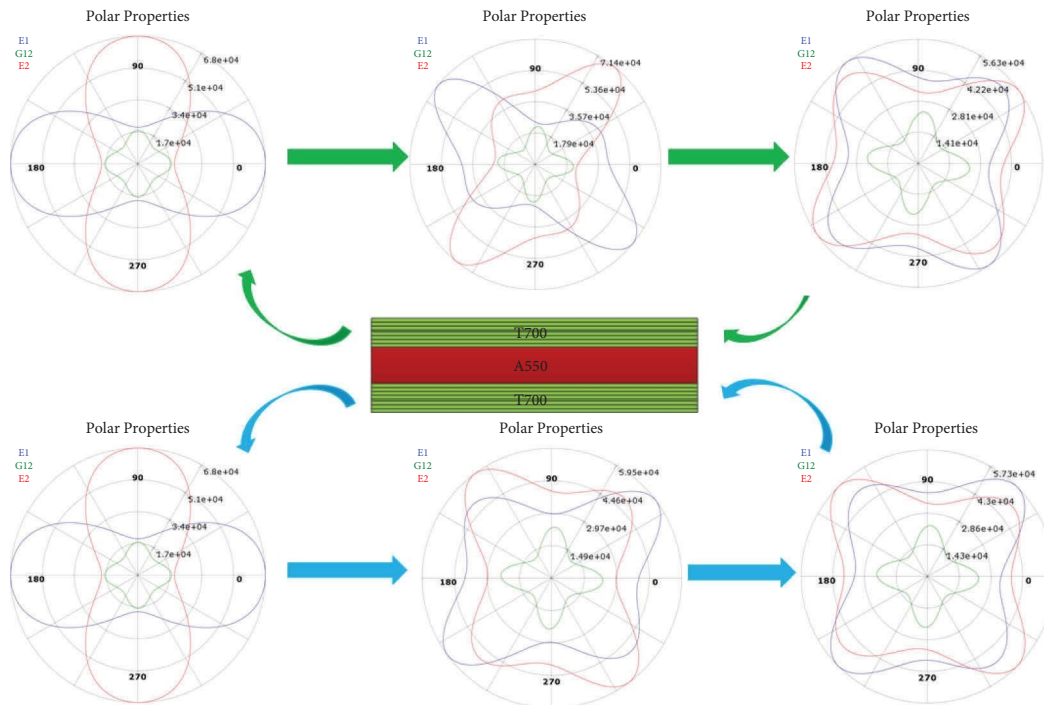 Polar Properties
E1
G12
E2
6.8e+04
5.1e+04
3.4e+04
1.7e+04
90
180
0
270
Polar Properties
7.14e+04
5.36e+04
3.57e+04
1.79e+04
90
180
0
270
Polar Properties
E1
G12
E2
5.63e+04
4.22e+04
2.81e+04
1.41e+04
90
180
0
270
T700
A550
T700
Polar Properties
E1
G12
E2
6.8e+04
5.1e+04
3.4e+04
1.7e+04
90
180
0
270
Polar Properties
5.95e+04
4.46e+04
2.97e+04
1.49e+04
90
180
0
270
Polar Properties
E1
G12
E2
5.73e+04
4.3e+04
2.86e+04
1.43e+04
90
180
0
270